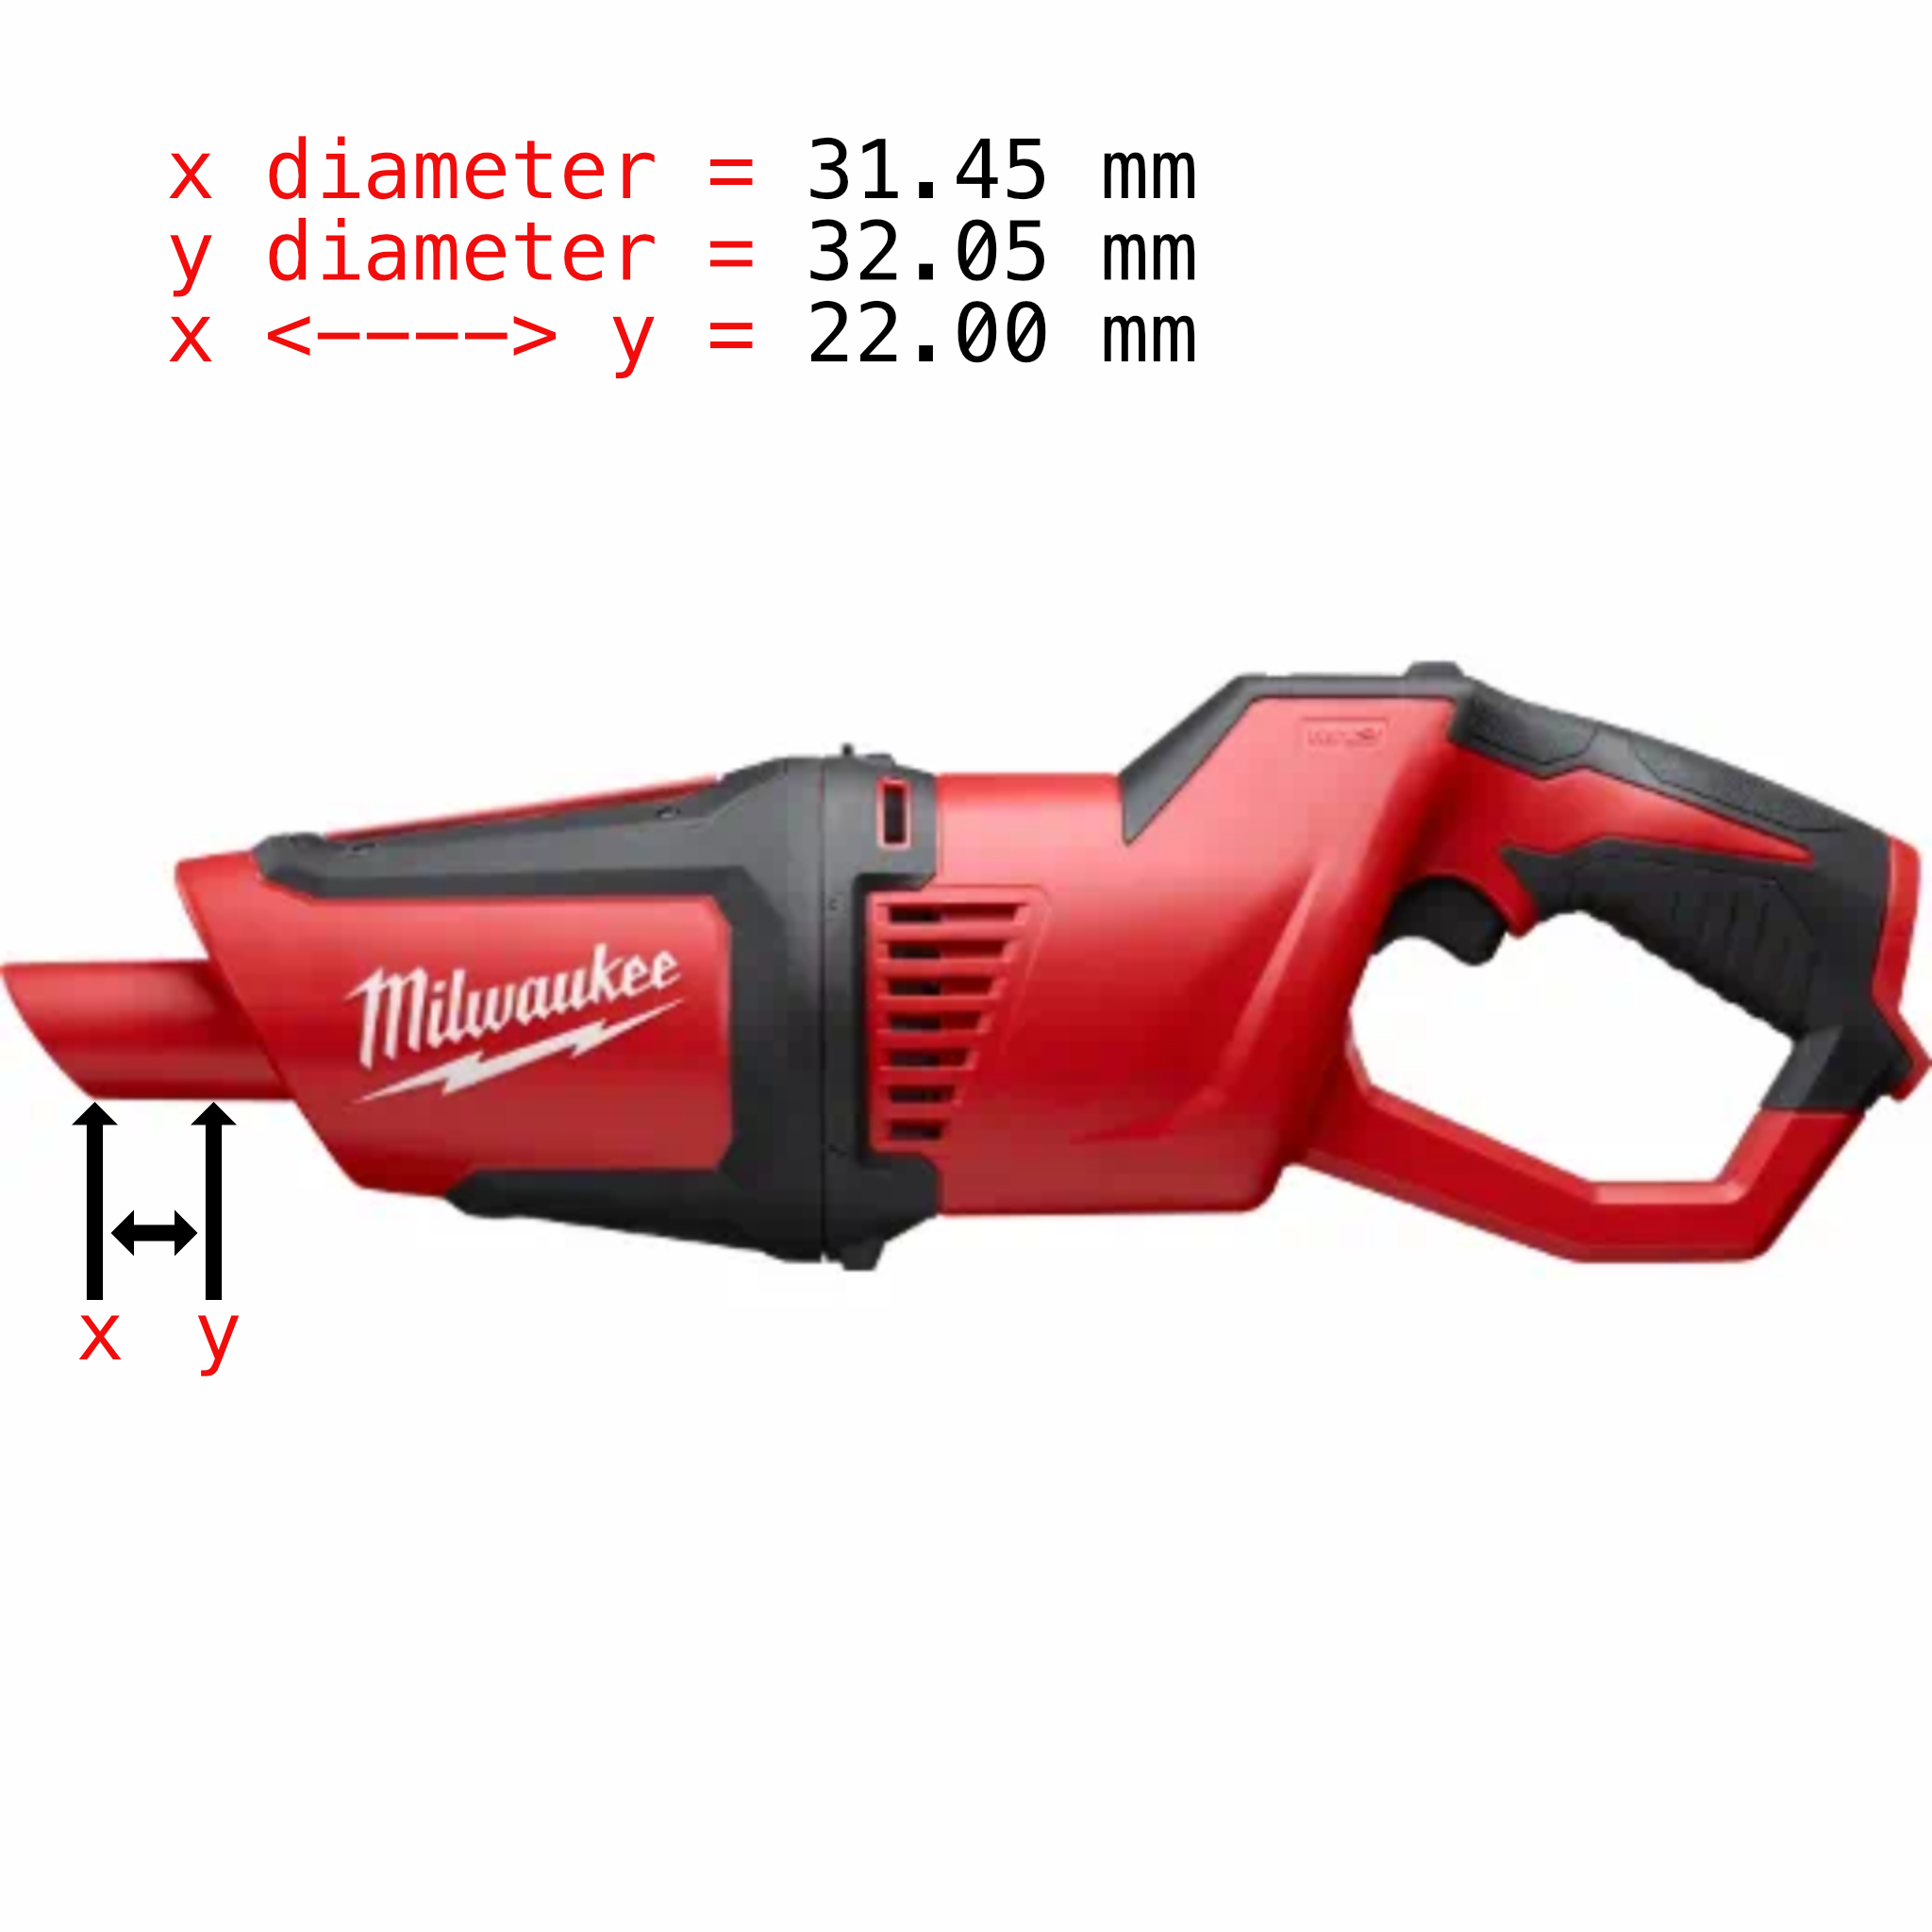 x diameter = 31.45 mm
y diameter = 32.05 mm
x <----> y = 22.00 mm
Milwaukee
x y